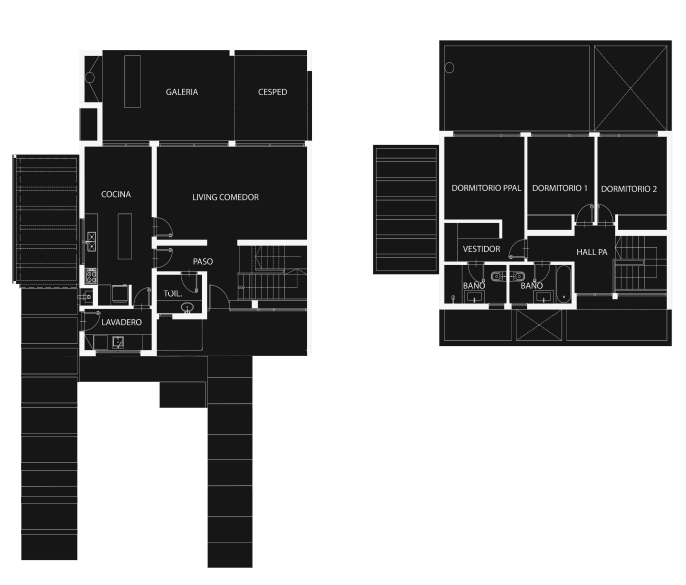 GALERIA
CESPED
COCINA
LIVING COMEDOR
PASO
TOIL.
LAVADERO
DORMITORIO PPAL
DORMITORIO 1
DORMITORIO 2
VESTIDOR
HALL PA
BAÑO
BAÑO